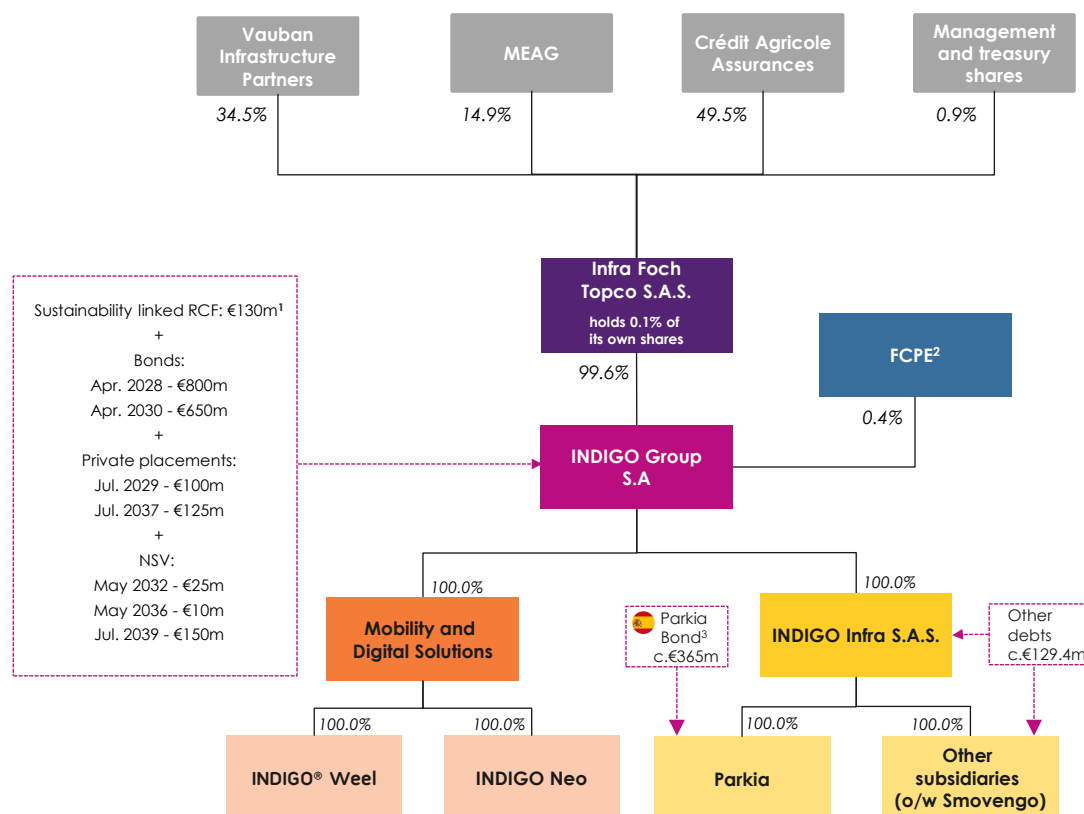 Vauban
Infrastructure
Partners
MEAG
Crédit Agricole
Assurances
Management
and treasury
shares
34.5%
14.9%
49.5%
0.9%
Infra Foch
Topco S.A.S.
holds 0.1% of
its own shares
99.6%
FCPE²
0.4%
Sustainability linked RCF: €130m¹
+
Bonds:
Apr. 2028 - €800m
Apr. 2030 - €650m
+
Private placements:
Jul. 2029 - €100m
Jul. 2037 - €125m
+
NSV:
May 2032 - €25m
May 2036 - €10m
Jul. 2039 - €150m
INDIGO Group
S.A
100.0%
100.0%
Mobility and
Digital Solutions
Parkia
Bond³
c.€365m
INDIGO Infra S.A.S.
Other
debts
c.€129.4m
100.0%
100.0%
100.0%
100.0%
INDIGO® Weel
INDIGO Neo
Parkia
Other
subsidiaries
(o/w Smovengo)